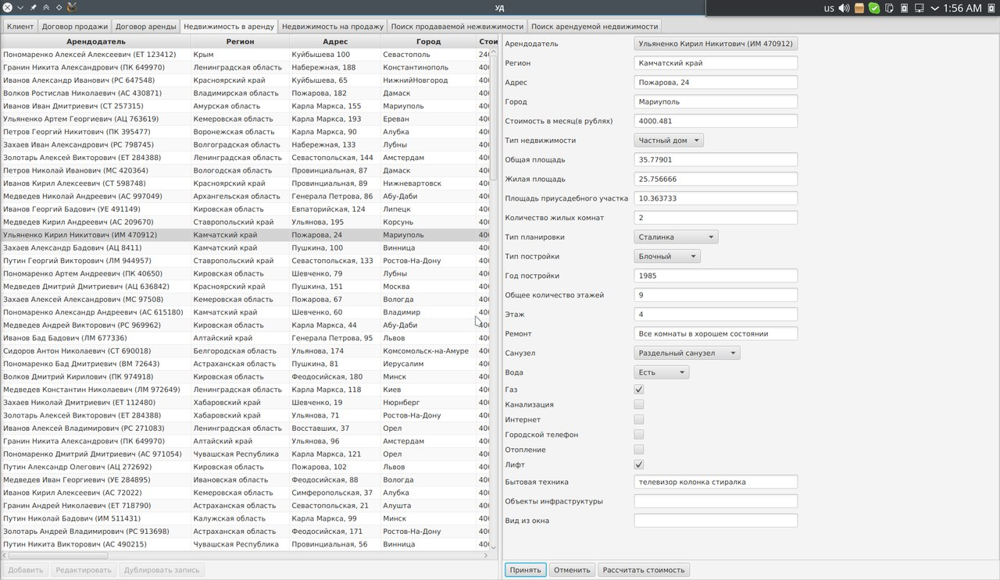 УД
us 1:56 AM
Клиент Договор продажи Договор аренды Недвижимость в аренду Недвижимость на продажу Поиск продаваемой нежвижимости Поиск арендуемой недвижимости
Арендодатель Регион Адрес Город Стои
Пономаренко Алексей Алексеевич (ЕТ 123412) Крым Куйбышева 100 Севастополь 240
Гранин Никита Александрович (ПК 649970) Ленинградская область Набережная, 188 Константинополь 400
Иванов Александр Иванович (РС 647548) Красноярский край Куйбышева, 65 НижнийНовгород 400
Волков Ростислав Николаевич (АС 430871) Владимирская область Пожарова, 182 Дамаск 400
Иванов Иван Дмитриевич (СТ 257315) Амурская область Карла Маркса, 155 Мариуполь 400
Ульяненко Артем Георгиевич (АЦ 763619) Кемеровская область Карла Маркса, 193 Ереван 400
Петров Георгий Никитович (ПК 395477) Воронежская область Карла Маркса, 90 Алубка 400
Захаев Иван Александрович (РС 798745) Волгоградская область Набережная, 133 Лубны 400
Золотарь Алексей Викторович (ЕТ 284388) Ленинградская область Севастопольская, 144 Амстердам 400
Петров Николай Иванович (МС 420364) Вологодская область Провинциальная, 87 Дамаск 400
Иванов Кирил Алексеевич (СТ 598748) Красноярский край Провинциальная, 89 Нижневартовск 400
Медведев Николай Андреевич (АС 997049) Архангельская область Генерала Петрова, 86 Абу-Даби 400
Иванов Георгий Бадович (УЕ 491149) Кировская область Евпаторийская, 124 Липецк 400
Медведев Кирил Андреевич (АС 209670) Ставропольский край Ульянова, 195 Корсунь 400
Ульяненко Кирил Никитович (ИМ 470912) Камчатский край Пожарова, 24 Мариуполь 400
Захаев Александр Бадович (АЦ 8411) Камчатский край Пушкина, 100 Винница 400
Путин Георгий Викторович (ЛМ 944957) Ставропольский край Севастопольская, 133 Ростов-На-Дону 400
Пономаренко Артем Андреевич (ПК 40650) Кировская область Шевченко, 79 Лубны 400
Медведев Дмитрий Дмитриевич (АЦ 636842) Красноярский край Пушкина, 151 Москва 400
Захаев Алексей Александрович (МС 97508) Кемеровская область Пожарова, 67 Вологда 400
Пономаренко Александр Андреевич (АС 615180) Камчатский край Шевченко, 60 Владимир 400
Медведев Андрей Викторович (РС 969962) Кировская область Карла Маркса, 44 Абу-Даби 400
Иванов Бад Бадович (ЛМ 677336) Алтайский край Генерала Петрова, 95 Львов 400
Сидоров Антон Николаевич (СТ 690018) Белгородская область Ульянова, 174 Комсомольск-на-Амуре 400
Пономаренко Бад Дмитриевич (ВМ 72643) Астраханская область Пушкина, 81 Иерусалим 400
Волков Дмитрий Кирилович (ПК 974918) Кировская область Феодосийская, 180 Минск 400
Медведев Константин Николаевич (ЛМ 972649) Ленинградская область Карла Маркса, 118 Киев 400
Захаев Николай Дмитриевич (ЕТ 112480) Хабаровский край Шевченко, 19 Нюрнберг 400
Золотарь Алексей Викторович (ЕТ 284388) Хабаровский край Ульянова, 71 Ростов-На-Дону 400
Иванов Алексей Владимирович (РС 271083) Ленинградская область Восставших, 37 Орел 400
Гранин Никита Александрович (ПК 649970) Алтайский край Ульянова, 96 Амстердам 400
Пономаренко Дмитрий Дмитриевич (АС 971054) Чувашская Республика Карла Маркса, 121 Орел 400
Путин Александр Олегович (АЦ 272692) Кировская область Пожарова, 102 Львов 400
Медведев Иван Георгиевич (УЕ 284895) Ивановская область Феодосийская, 88 Вологда 400
Иванов Кирил Алексеевич (АС 72022) Кемеровская область Симферопольская, 37 Алубка 400
Гранин Андрей Николаевич (ЕТ 718790) Астраханская область Севастопольская, 21 Алушта 400
Путин Николай Бадович (ИМ 511431) Калужская область Карла Маркса, 99 Минск 400
Золотарь Андрей Владимирович (РС 913698) Астраханская область Феодосийская, 171 Ростов-На-Дону 400
Путин Никита Викторович (АС 490215) Чувашская Республика Провинциальная, 56 Винница 400
Добавить Редактировать Дублировать запись
Арендодатель Ульяненко Кирил Никитович (ИМ 470912)
Регион Камчатский край
Адрес Пожарова, 24
Город Мариуполь
Стоимость в месяц(в рублях) 4000.481
Тип недвижимости Частный дом
Общая площадь 35.77901
Жилая площадь 25.756666
Площадь приусадебного участка 10.363733
Количество жилых комнат 2
Тип планировки Сталинка
Тип постройки Блочный
Год постройки 1985
Общее количество этажей 9
Этаж 4
Ремонт Все комнаты в хорошем состоянии
Санузел Раздельный санузел
Вода Есть
Газ
Канализация
Интернет
Городской телефон
Отопление
Лифт
Бытовая техника телевизор колонка стиралка
Объекты инфраструктуры
Вид из окна
Принять Отменить Рассчитать стоимость